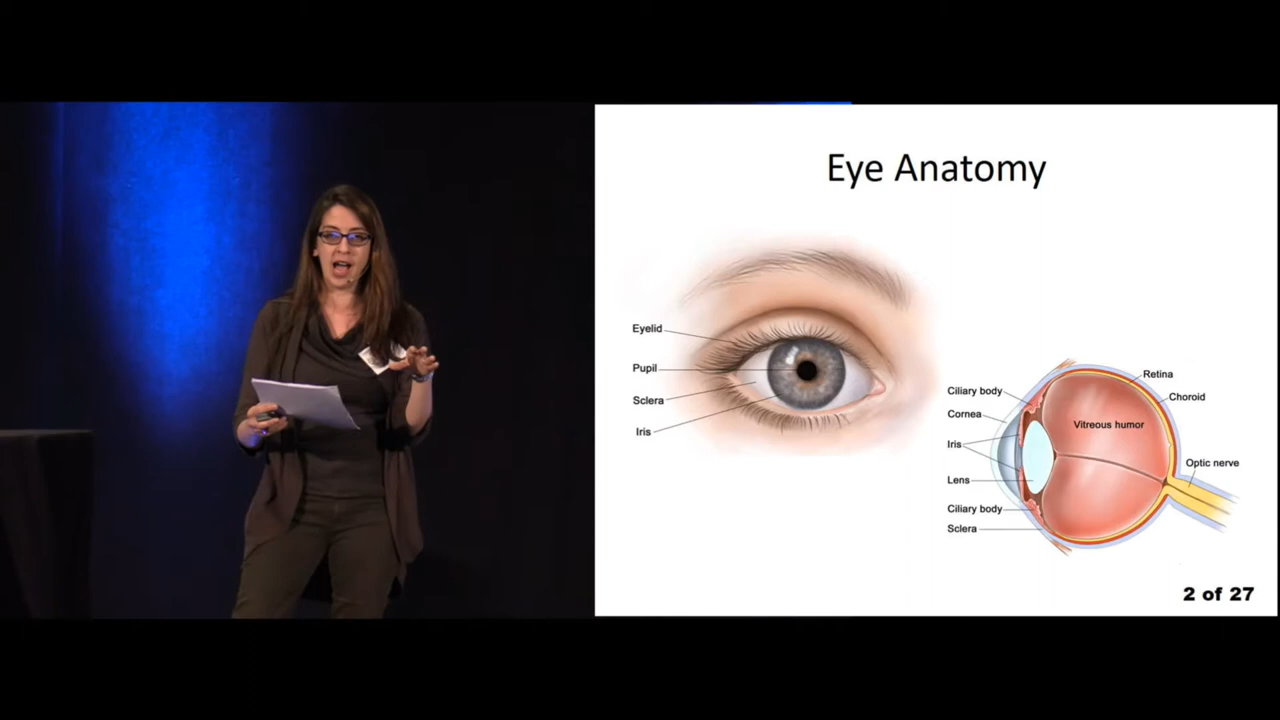 Eye Anatomy
Eyelid
Pupil
Sclera
Iris
Ciliary body
Cornea
Iris
Lens
Ciliary body
Sclera
Retina
Choroid
Vitreous humor
Optic nerve
2 of 27